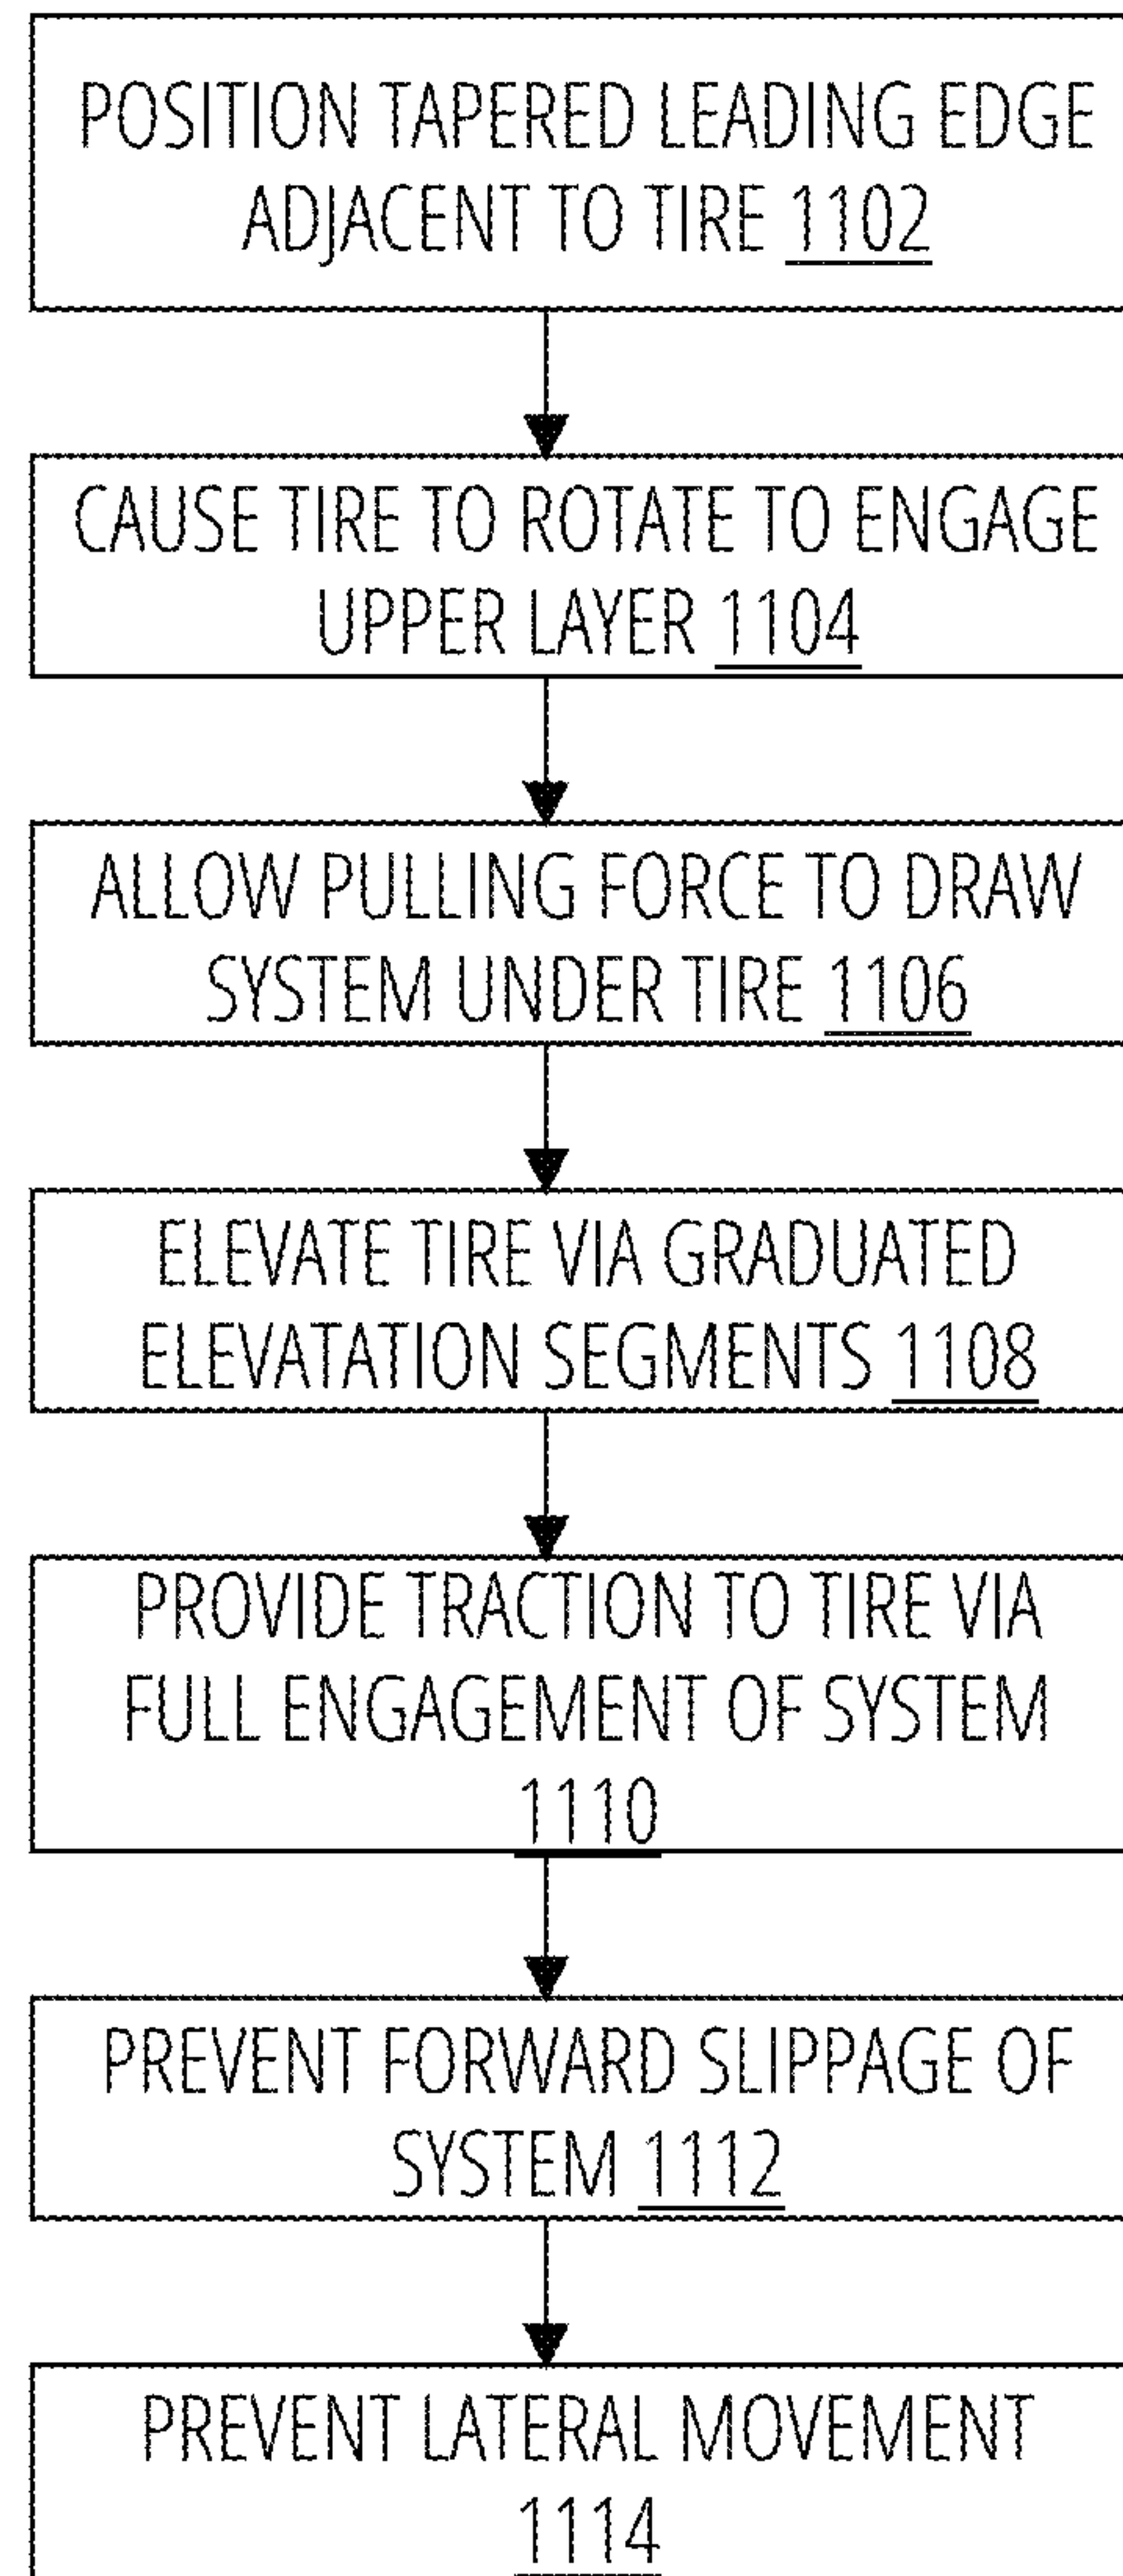 POSITION TAPERED LEADING EDGE
ADJACENT TO TIRE 1102
CAUSE TIRE TO ROTATE TO ENGAGE
UPPER LAYER 1104
ALLOW PULLING FORCE TO DRAW
SYSTEM UNDER TIRE 1106
ELEVATE TIRE VIA GRADUATED
ELEVATATION SEGMENTS 1108
PROVIDE TRACTION TO TIRE VIA
FULL ENGAGEMENT OF SYSTEM
1110
PREVENT FORWARD SLIPPAGE OF
SYSTEM 1112
PREVENT LATERAL MOVEMENT
1114